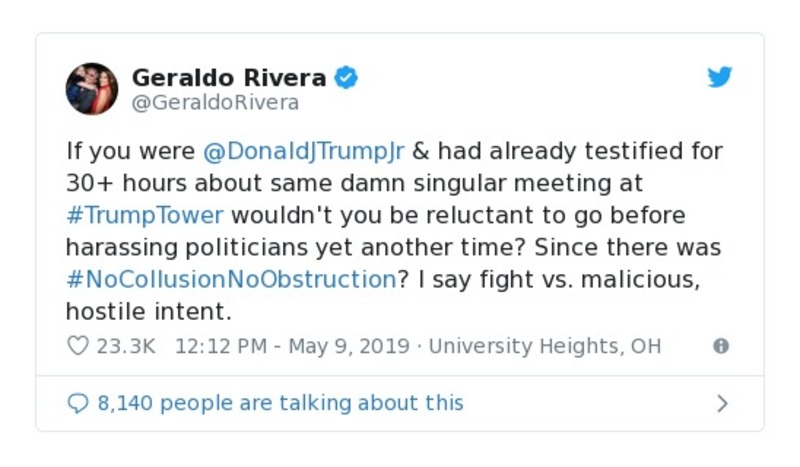 Geraldo Rivera
@GeraldoRivera
If you were @DonaldJTrumpJr & had already testified for
30+ hours about same damn singular meeting at
#TrumpTower wouldn't you be reluctant to go before
harassing politicians yet another time? Since there was
#NoCollusionNoObstruction? I say fight vs. malicious,
hostile intent.
23.3K 12:12 PM - May 9, 2019 · University Heights, OH
8,140 people are talking about this